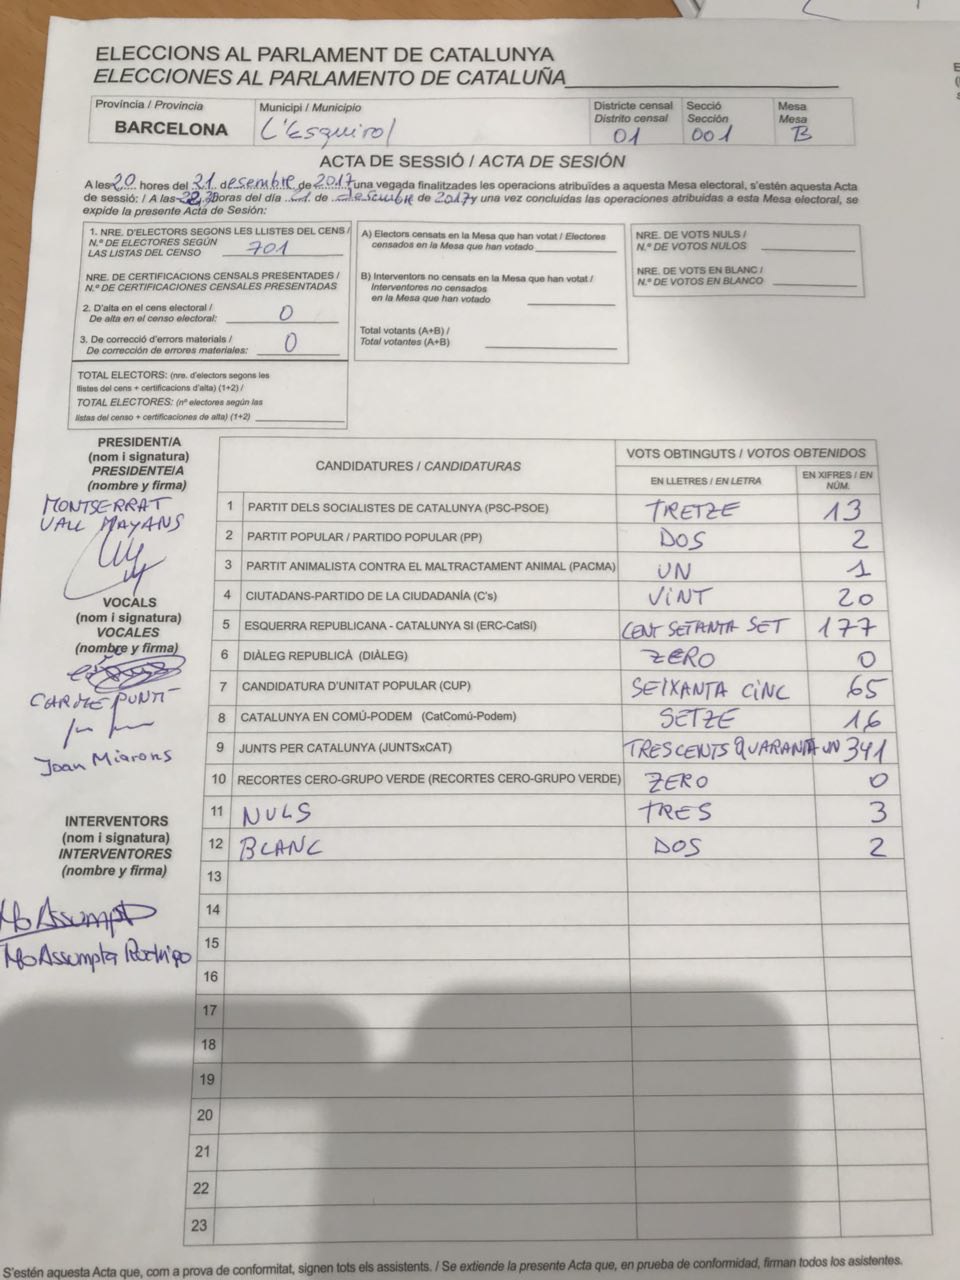 ELECCIONS AL PARLAMENT DE CATALUNYA
ELECCIONES AL PARLAMENTO DE CATALUÑA
Província / Provincia
BARCELONA
Municipi / Municipio
L'Esquirol
Districte censal
Distrito censal
01
Secció
Sección
001
Mesa
Mesa
B
ACTA DE SESSIÓ / ACTA DE SESIÓN
A les 20 hores del 21 desembre de 2017 una vegada finalitzades les operacions atribuïdes a aquesta Mesa electoral, s'estén aquesta Acta
de sessió: / A las horas del día 21 de Desembre de 2017 y una vez concluidas las operaciones atribuidas a esta Mesa electoral, se
expide la presente Acta de Sesión:
1. NRE. D'ELECTORS SEGONS LES LLISTES DEL CENS /
N.º DE ELECTORES SEGÚN
LAS LISTAS DEL CENSO 701
NRE. DE CERTIFICACIONS CENSALS PRESENTADES /
N.º DE CERTIFICACIONES CENSALES PRESENTADAS
2. D'alta en el cens electoral /
De alta en el censo electoral: 0
3. De correcció d'errors materials /
De corrección de errores materiales: 0
TOTAL ELECTORS: (nre. d'electors segons les
llistes del cens + certificacions d'alta) (1+2) /
TOTAL ELECTORES: (nº electores según las
listas del censo + certificaciones de alta) (1+2)
A) Electors censats en la Mesa que han votat / Electores
censados en la Mesa que han votado
B) Interventors no censats en la Mesa que han votat /
Interventores no censados
en la Mesa que han votado
Total votants (A+B) /
Total votantes (A+B)
NRE. DE VOTS NULS /
N.º DE VOTOS NULOS
NRE. DE VOTS EN BLANC /
N.º DE VOTOS EN BLANCO
PRESIDENT/A
(nom i signatura)
PRESIDENTE/A
(nombre y firma)
MONTSERRAT
VALL MAYANS
VOCALS
(nom i signatura)
VOCALES
(nombre y firma)
CARME PUNTÍ
Joan Miarons
INTERVENTORS
(nom i signatura)
INTERVENTORES
(nombre y firma)
Mo Assumpta
Mo Assumpta Rodrigo
CANDIDATURES / CANDIDATURAS
VOTS OBTINGUTS / VOTOS OBTENIDOS
EN LLETRES / EN LETRA
EN XIFRES / EN
NÚM.
1 PARTIT DELS SOCIALISTES DE CATALUNYA (PSC-PSOE) TRETZE 13
2 PARTIT POPULAR / PARTIDO POPULAR (PP) DOS 2
3 PARTIT ANIMALISTA CONTRA EL MALTRACTAMENT ANIMAL (PACMA) UN 1
4 CIUTADANS-PARTIDO DE LA CIUDADANÍA (C's) VINT 20
5 ESQUERRA REPUBLICANA - CATALUNYA SI (ERC-CatSí) CENT SETANTA SET 177
6 DIÀLEG REPUBLICÀ (DIÀLEG) ZERO 0
7 CANDIDATURA D'UNITAT POPULAR (CUP) SEIXANTA CINC 65
8 CATALUNYA EN COMÚ-PODEM (CatComú-Podem) SETZE 16
9 JUNTS PER CATALUNYA (JUNTSxCAT) TRESCENTS QUARANTA UN 341
10 RECORTES CERO-GRUPO VERDE (RECORTES CERO-GRUPO VERDE) ZERO 0
11 NULS TRES 3
12 BLANC DOS 2
13
14
15
16
17
18
19
20
21
22
23
S'estén aquesta Acta que, com a prova de conformitat, signen tots els assistents. / Se extiende la presente Acta que, en prueba de conformidad, firman todos los asistentes.